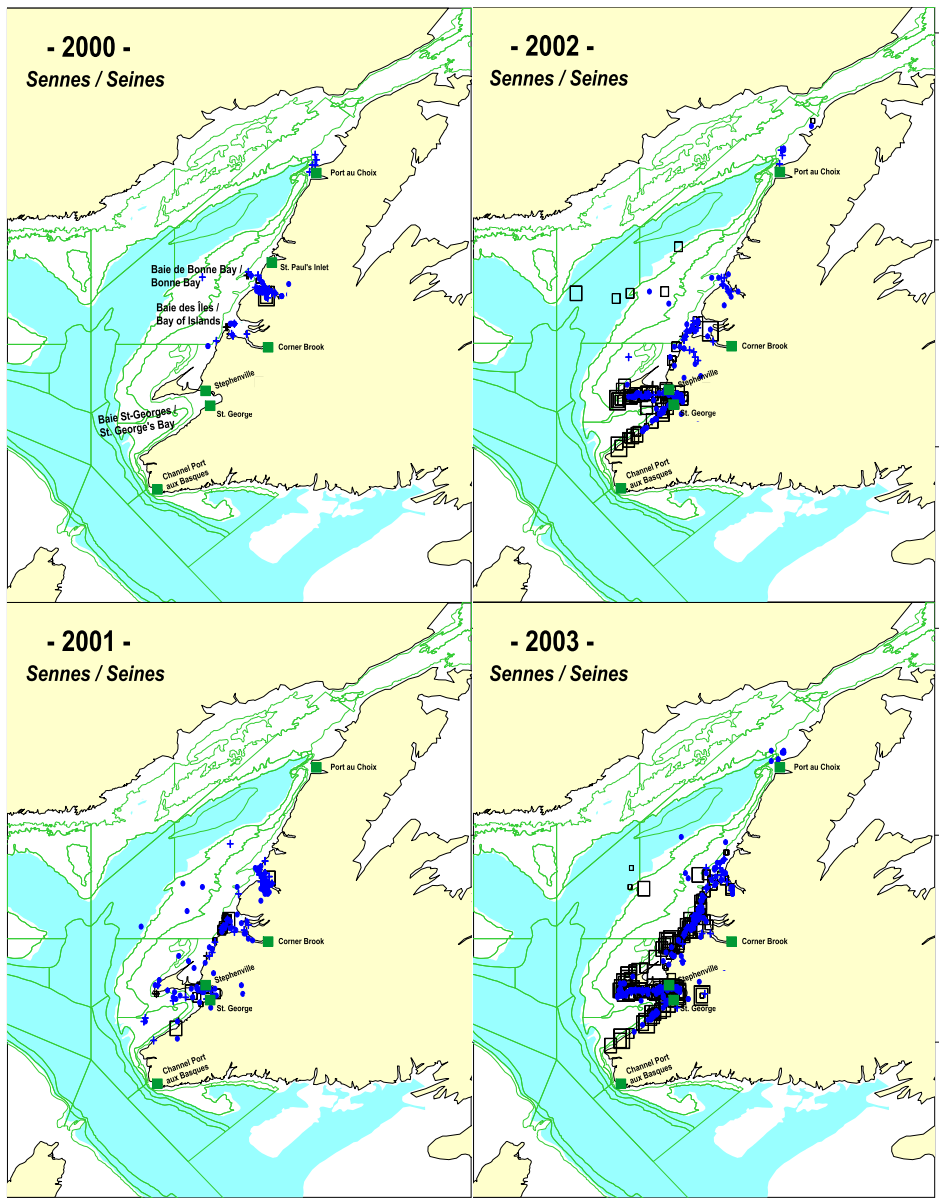 - 2000 -
Sennes / Seines
Port au Choix
St. Paul's Inlet
Baie de Bonne Bay /
Bonne Bay
Baie des Îles /
Bay of Islands
Corner Brook
Stephenville
St. George
Baie St-Georges /
St. George's Bay
Channel Port
aux Basques
- 2002 -
Sennes / Seines
Port au Choix
Corner Brook
Stephenville
St. George
Channel Port
aux Basques
- 2001 -
Sennes / Seines
Port au Choix
Corner Brook
Stephenville
St. George
Channel Port
aux Basques
- 2003 -
Sennes / Seines
Port au Choix
Corner Brook
Stephenville
St. George
Channel Port
aux Basques